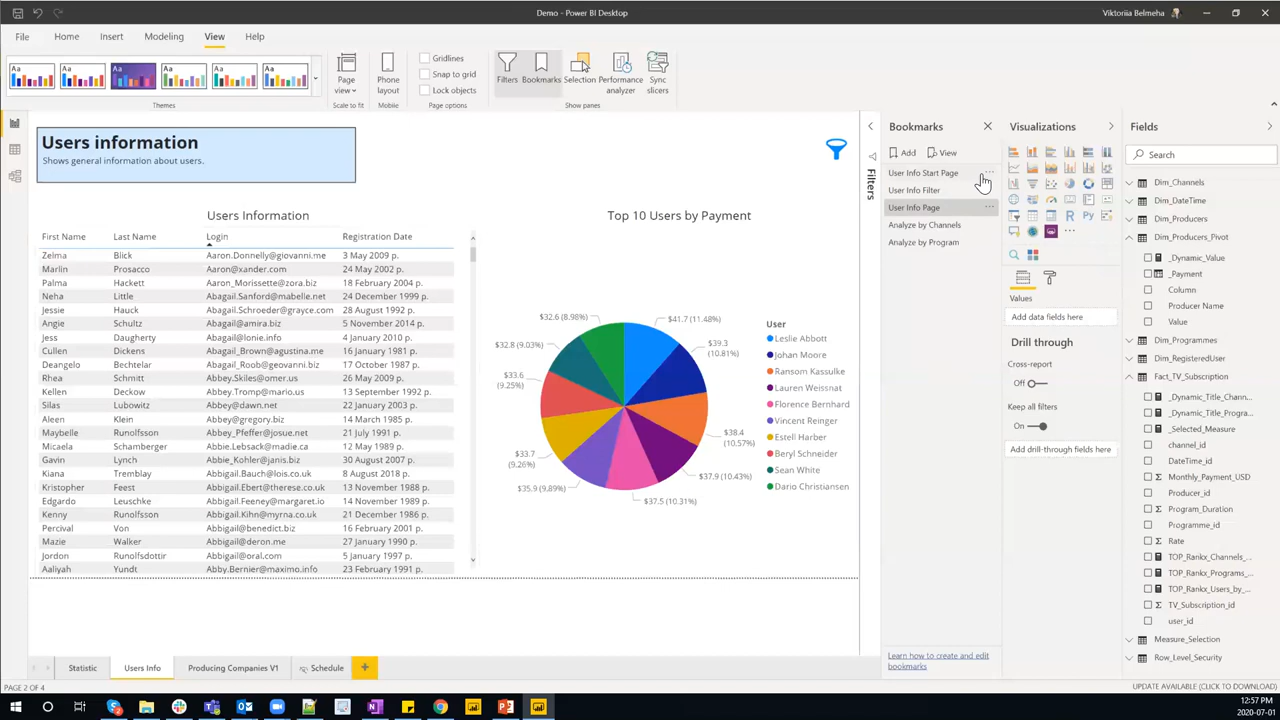 Demo - Power BI Desktop
Viktoriia Belmeha
File Home Insert Modeling View Help
Aa Aa Aa Aa Aa Aa
Page view
Phone layout
Gridlines
Snap to grid
Lock objects
Filters Bookmarks Selection Performance analyzer Sync slicers
Themes Scale to fit Mobile Page options Show panes
Users information
Shows general information about users.
Users Information
First Name Last Name Login Registration Date
Zelma Blick Aaron.Donnelly@giovanni.me 3 May 2009 р.
Marlin Prosacco Aaron@xander.com 24 May 2002 р.
Palma Hackett Aaron_Morissette@zora.biz 18 February 2004 р.
Neha Little Abagail.Sanford@mabelle.net 24 December 1999 р.
Jessie Hauck Abagail.Schroeder@grayce.com 28 August 1992 р.
Angie Schultz Abagail@amira.biz 5 November 2014 р.
Jess Daugherty Abagail@lonie.info 4 January 2010 р.
Cullen Dickens Abagail_Brown@agustina.me 16 January 1981 р.
Deangelo Bechtelar Abagail_Roob@geovanni.biz 17 October 1987 р.
Rhea Schmitt Abbey.Skiles@omer.us 26 May 2009 р.
Kellen Deckow Abbey.Tromp@mario.us 13 September 1992 р.
Silas Lubowitz Abbey@dawn.net 22 January 2003 р.
Aleen Klein Abbey@gregory.biz 14 March 1985 р.
Maybelle Runolfsson Abbey_Pfeffer@josue.net 21 July 1991 р.
Micaela Schamberger Abbie.Lebsack@madie.ca 12 May 1989 р.
Gavin Lynch Abbie_Kohler@janis.biz 30 August 2007 р.
Kiana Tremblay Abbigail.Bauch@lois.co.uk 8 August 2018 р.
Kristopher Feest Abbigail.Ebert@therese.co.uk 13 November 1988 р.
Edgardo Leuschke Abbigail.Feeney@margaret.io 14 November 1989 р.
Kenny Runolfsson Abbigail.Kihn@myrna.co.uk 21 December 1986 р.
Percival Von Abbigail@benedict.biz 16 February 2001 р.
Mazie Walker Abbigail@deron.me 27 January 1990 р.
Jordon Runolfsdottir Abbigail@oral.com 5 January 1997 р.
Aaliyah Yundt Abby.Bernier@maximo.info 23 February 1991 р.
Top 10 Users by Payment
$41.7 (11.48%)
$39.3 (10.81%)
$38.4 (10.57%)
$37.9 (10.43%)
$37.5 (10.31%)
$35.9 (9.89%)
$33.7 (9.26%)
$33.6 (9.25%)
$32.8 (9.03%)
$32.6 (8.98%)
User
Leslie Abbott
Johan Moore
Ransom Kassulke
Lauren Weissnat
Florence Bernhard
Vincent Reinger
Estell Harber
Beryl Schneider
Sean White
Dario Christiansen
Filters
Bookmarks
Add View
User Info Start Page
User Info Filter
User Info Page
Analyze by Channels
Analyze by Program
Learn how to create and edit
bookmarks
Visualizations
R Py
Values
Add data fields here
Drill through
Cross-report
Off
Keep all filters
On
Add drill-through fields here
Fields
Search
Dim_Channels
Dim_DateTime
Dim_Producers
Dim_Producers_Pivot
_Dynamic_Value
_Payment
Column
Producer Name
Value
Dim_Programmes
Dim_RegisteredUser
Fact_TV_Subscription
_Dynamic_Title_Chann...
_Dynamic_Title_Progra...
_Selected_Measure
channel_id
DateTime_id
Monthly_Payment_USD
Producer_id
Program_Duration
Programme_id
Rate
TOP_Rankx_Channels_...
TOP_Rankx_Programs_...
TOP_Rankx_Users_by_...
TV_Subscription_id
user_id
Measure_Selection
Row_Level_Security
Statistic Users Info Producing Companies V1 Schedule
PAGE 2 OF 4
UPDATE AVAILABLE (CLICK TO DOWNLOAD)
12:57 PM
2020-07-01